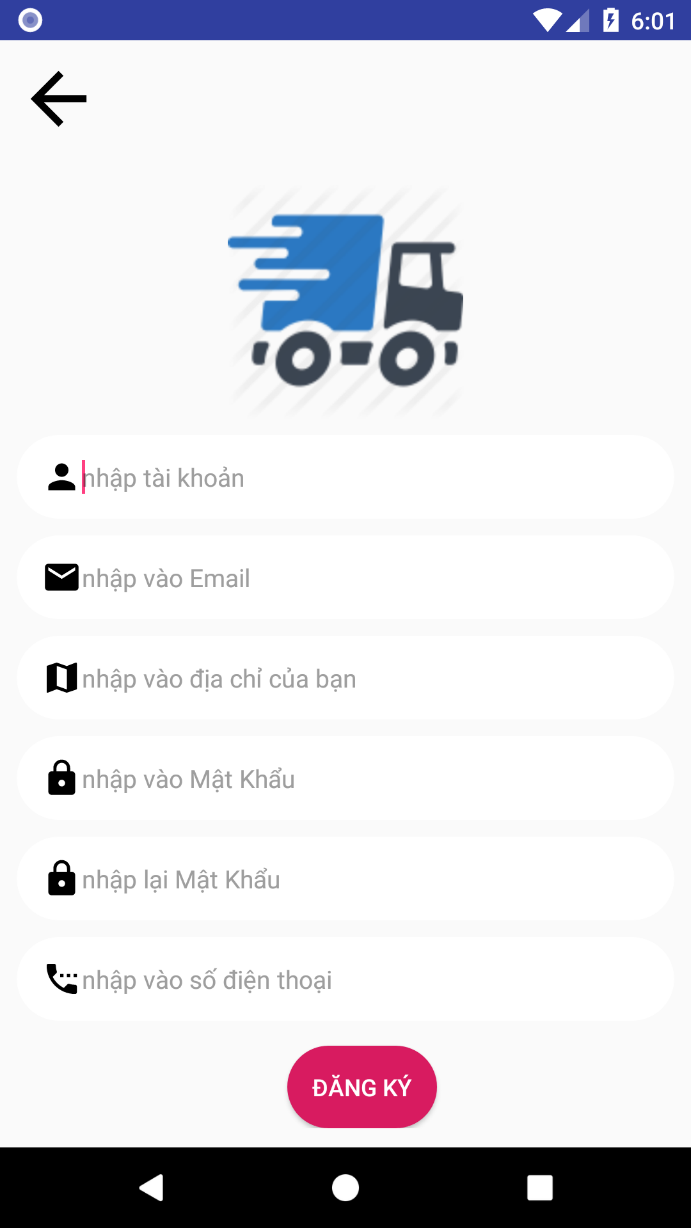 6:01
nhập tài khoản
nhập vào Email
nhập vào địa chỉ của bạn
nhập vào Mật Khẩu
nhập lại Mật Khẩu
nhập vào số điện thoại
ĐĂNG KÝ